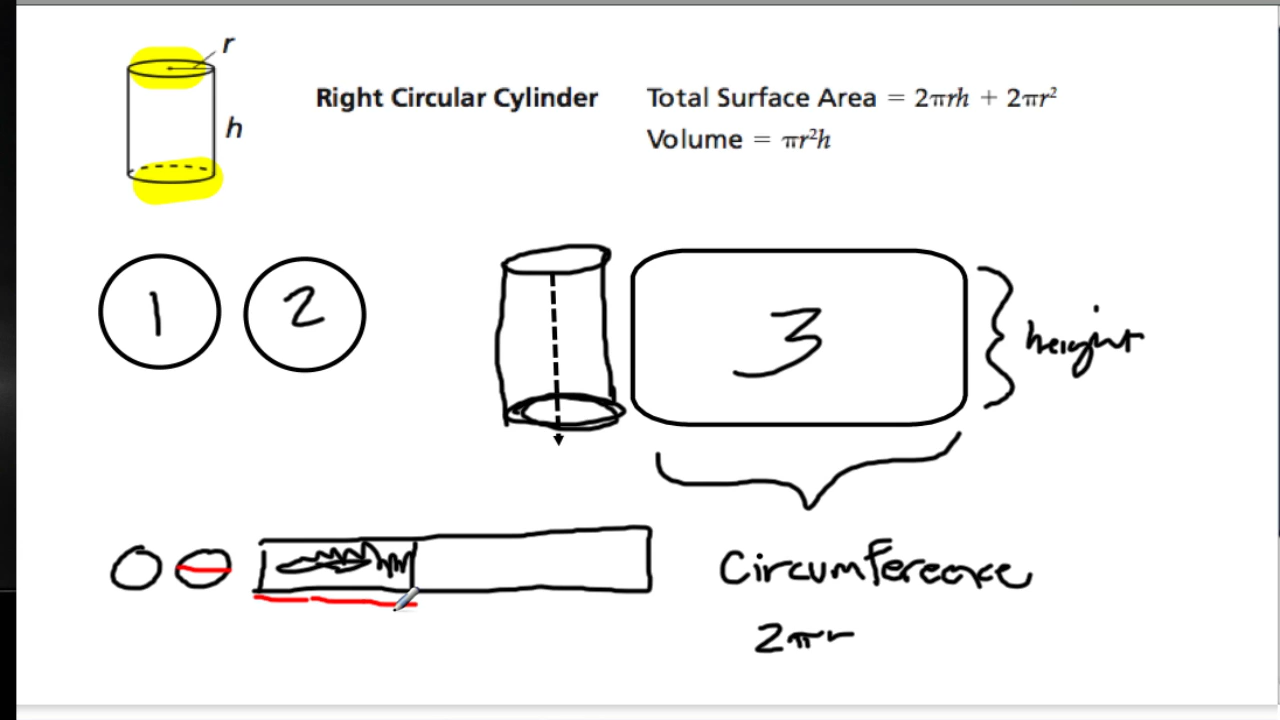 r
h
Right Circular Cylinder
Total Surface Area = 2πrh + 2πr²
Volume = πr²h
1
2
3
height
Circumference
2πr